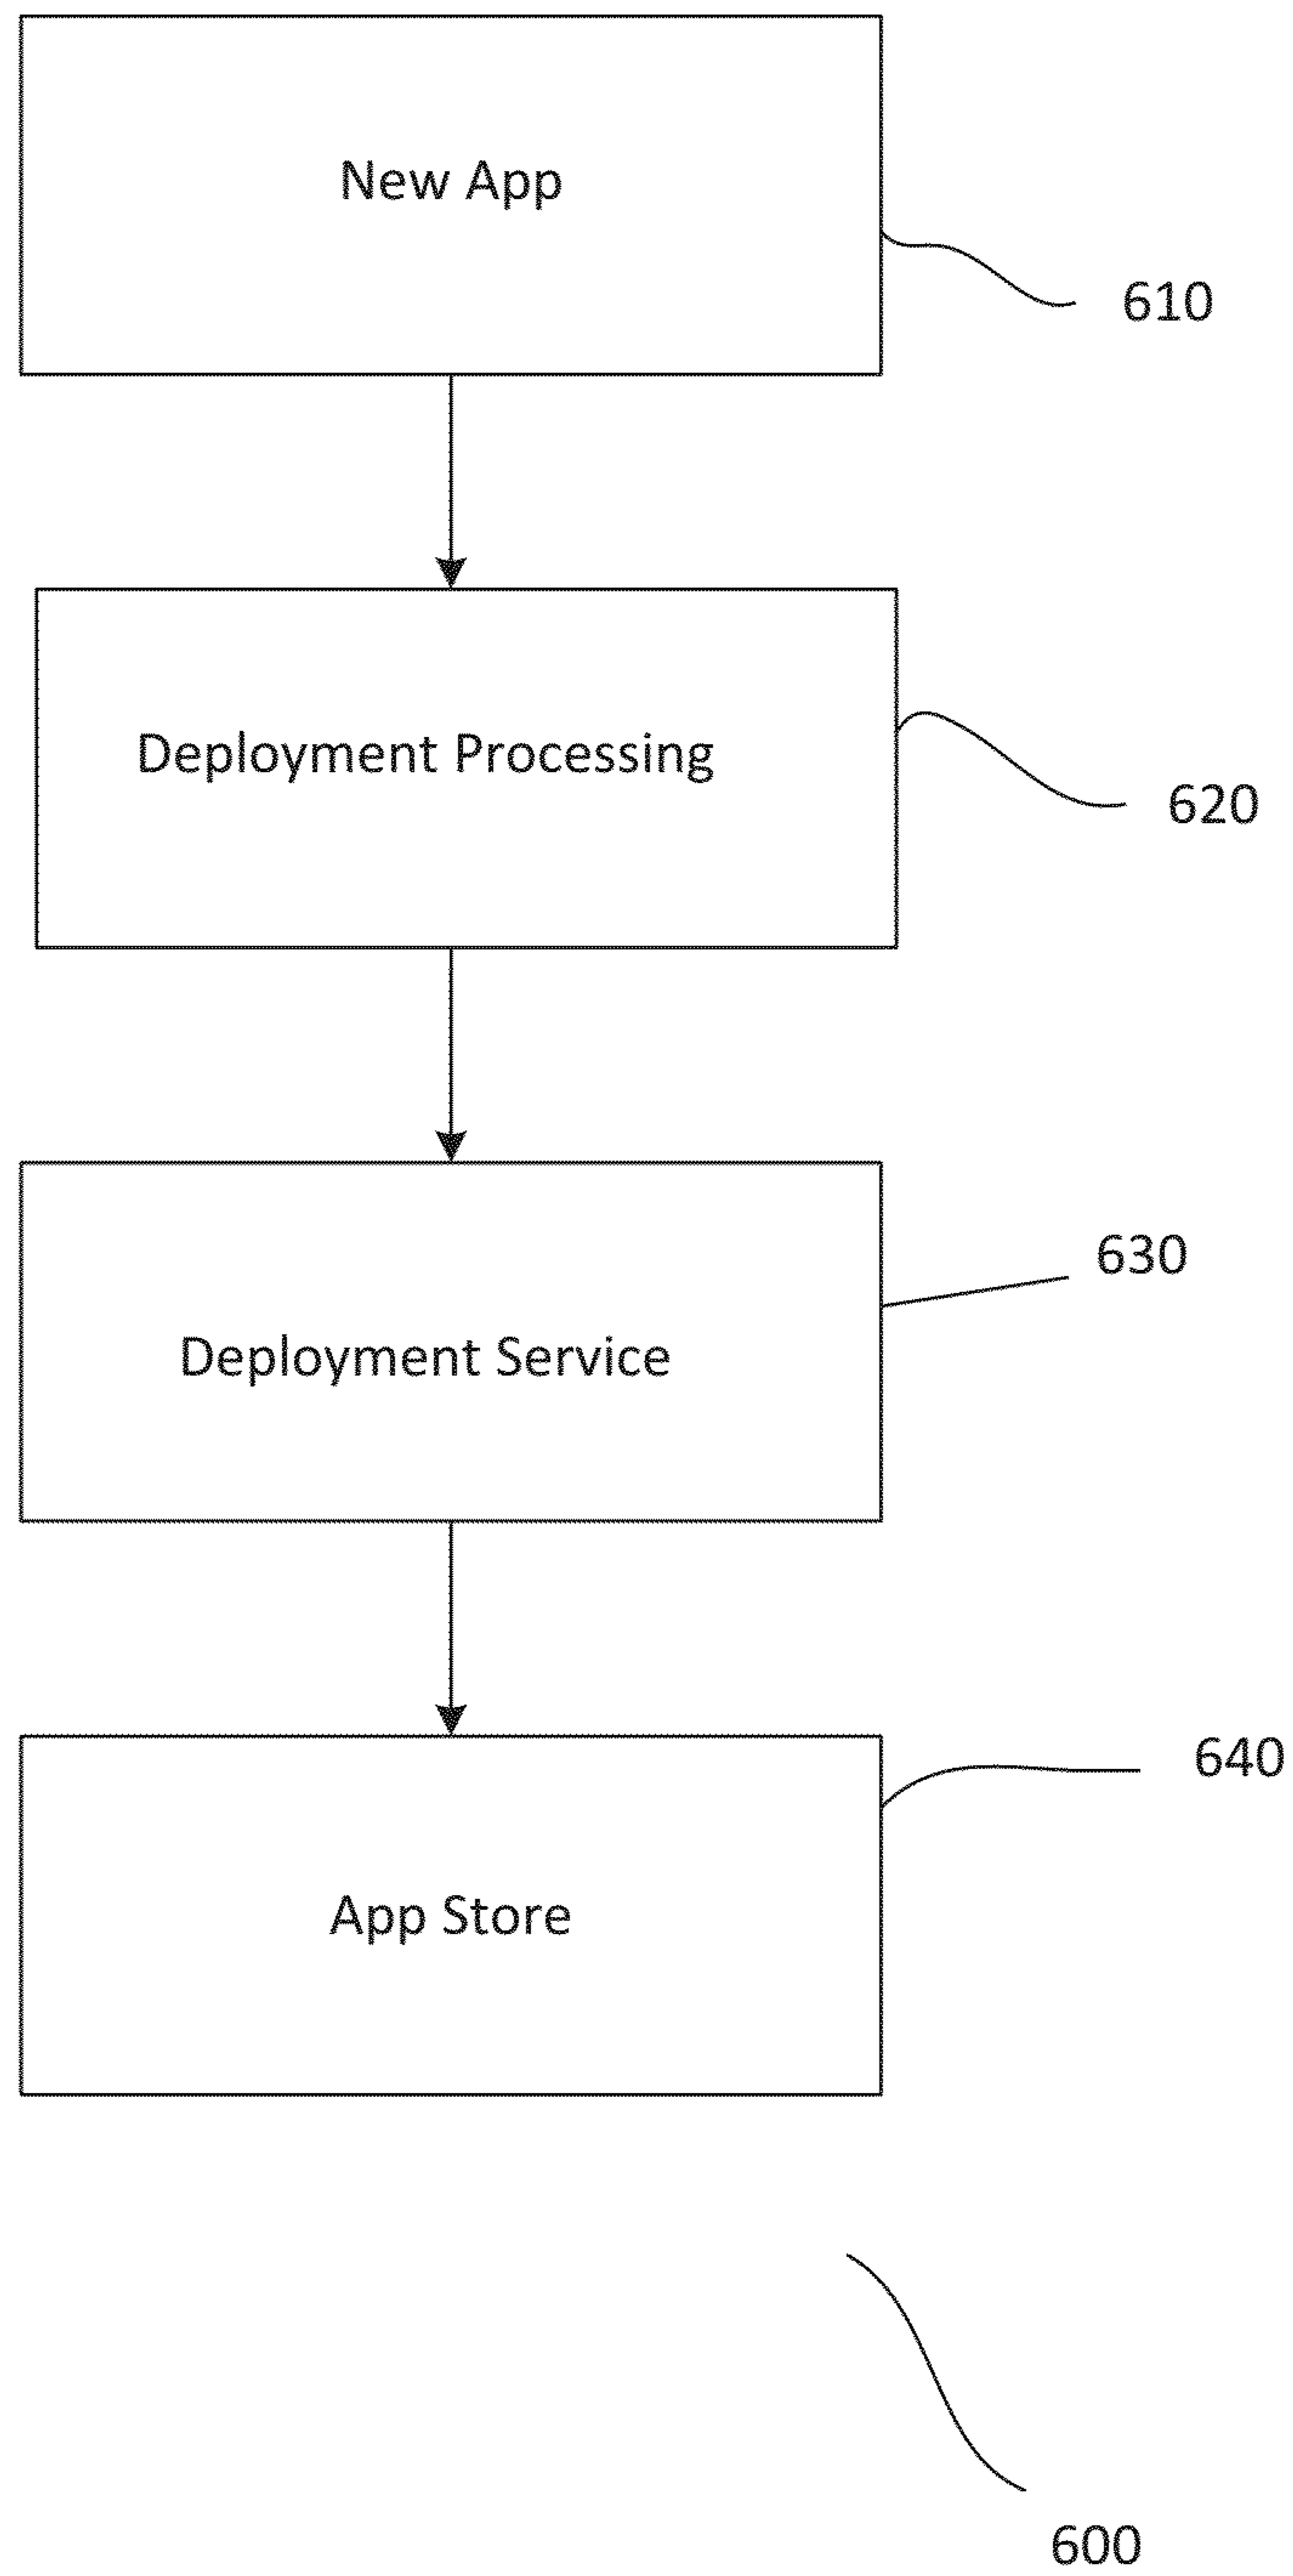 New App
610
Deployment Processing
620
630
Deployment Service
640
App Store
600